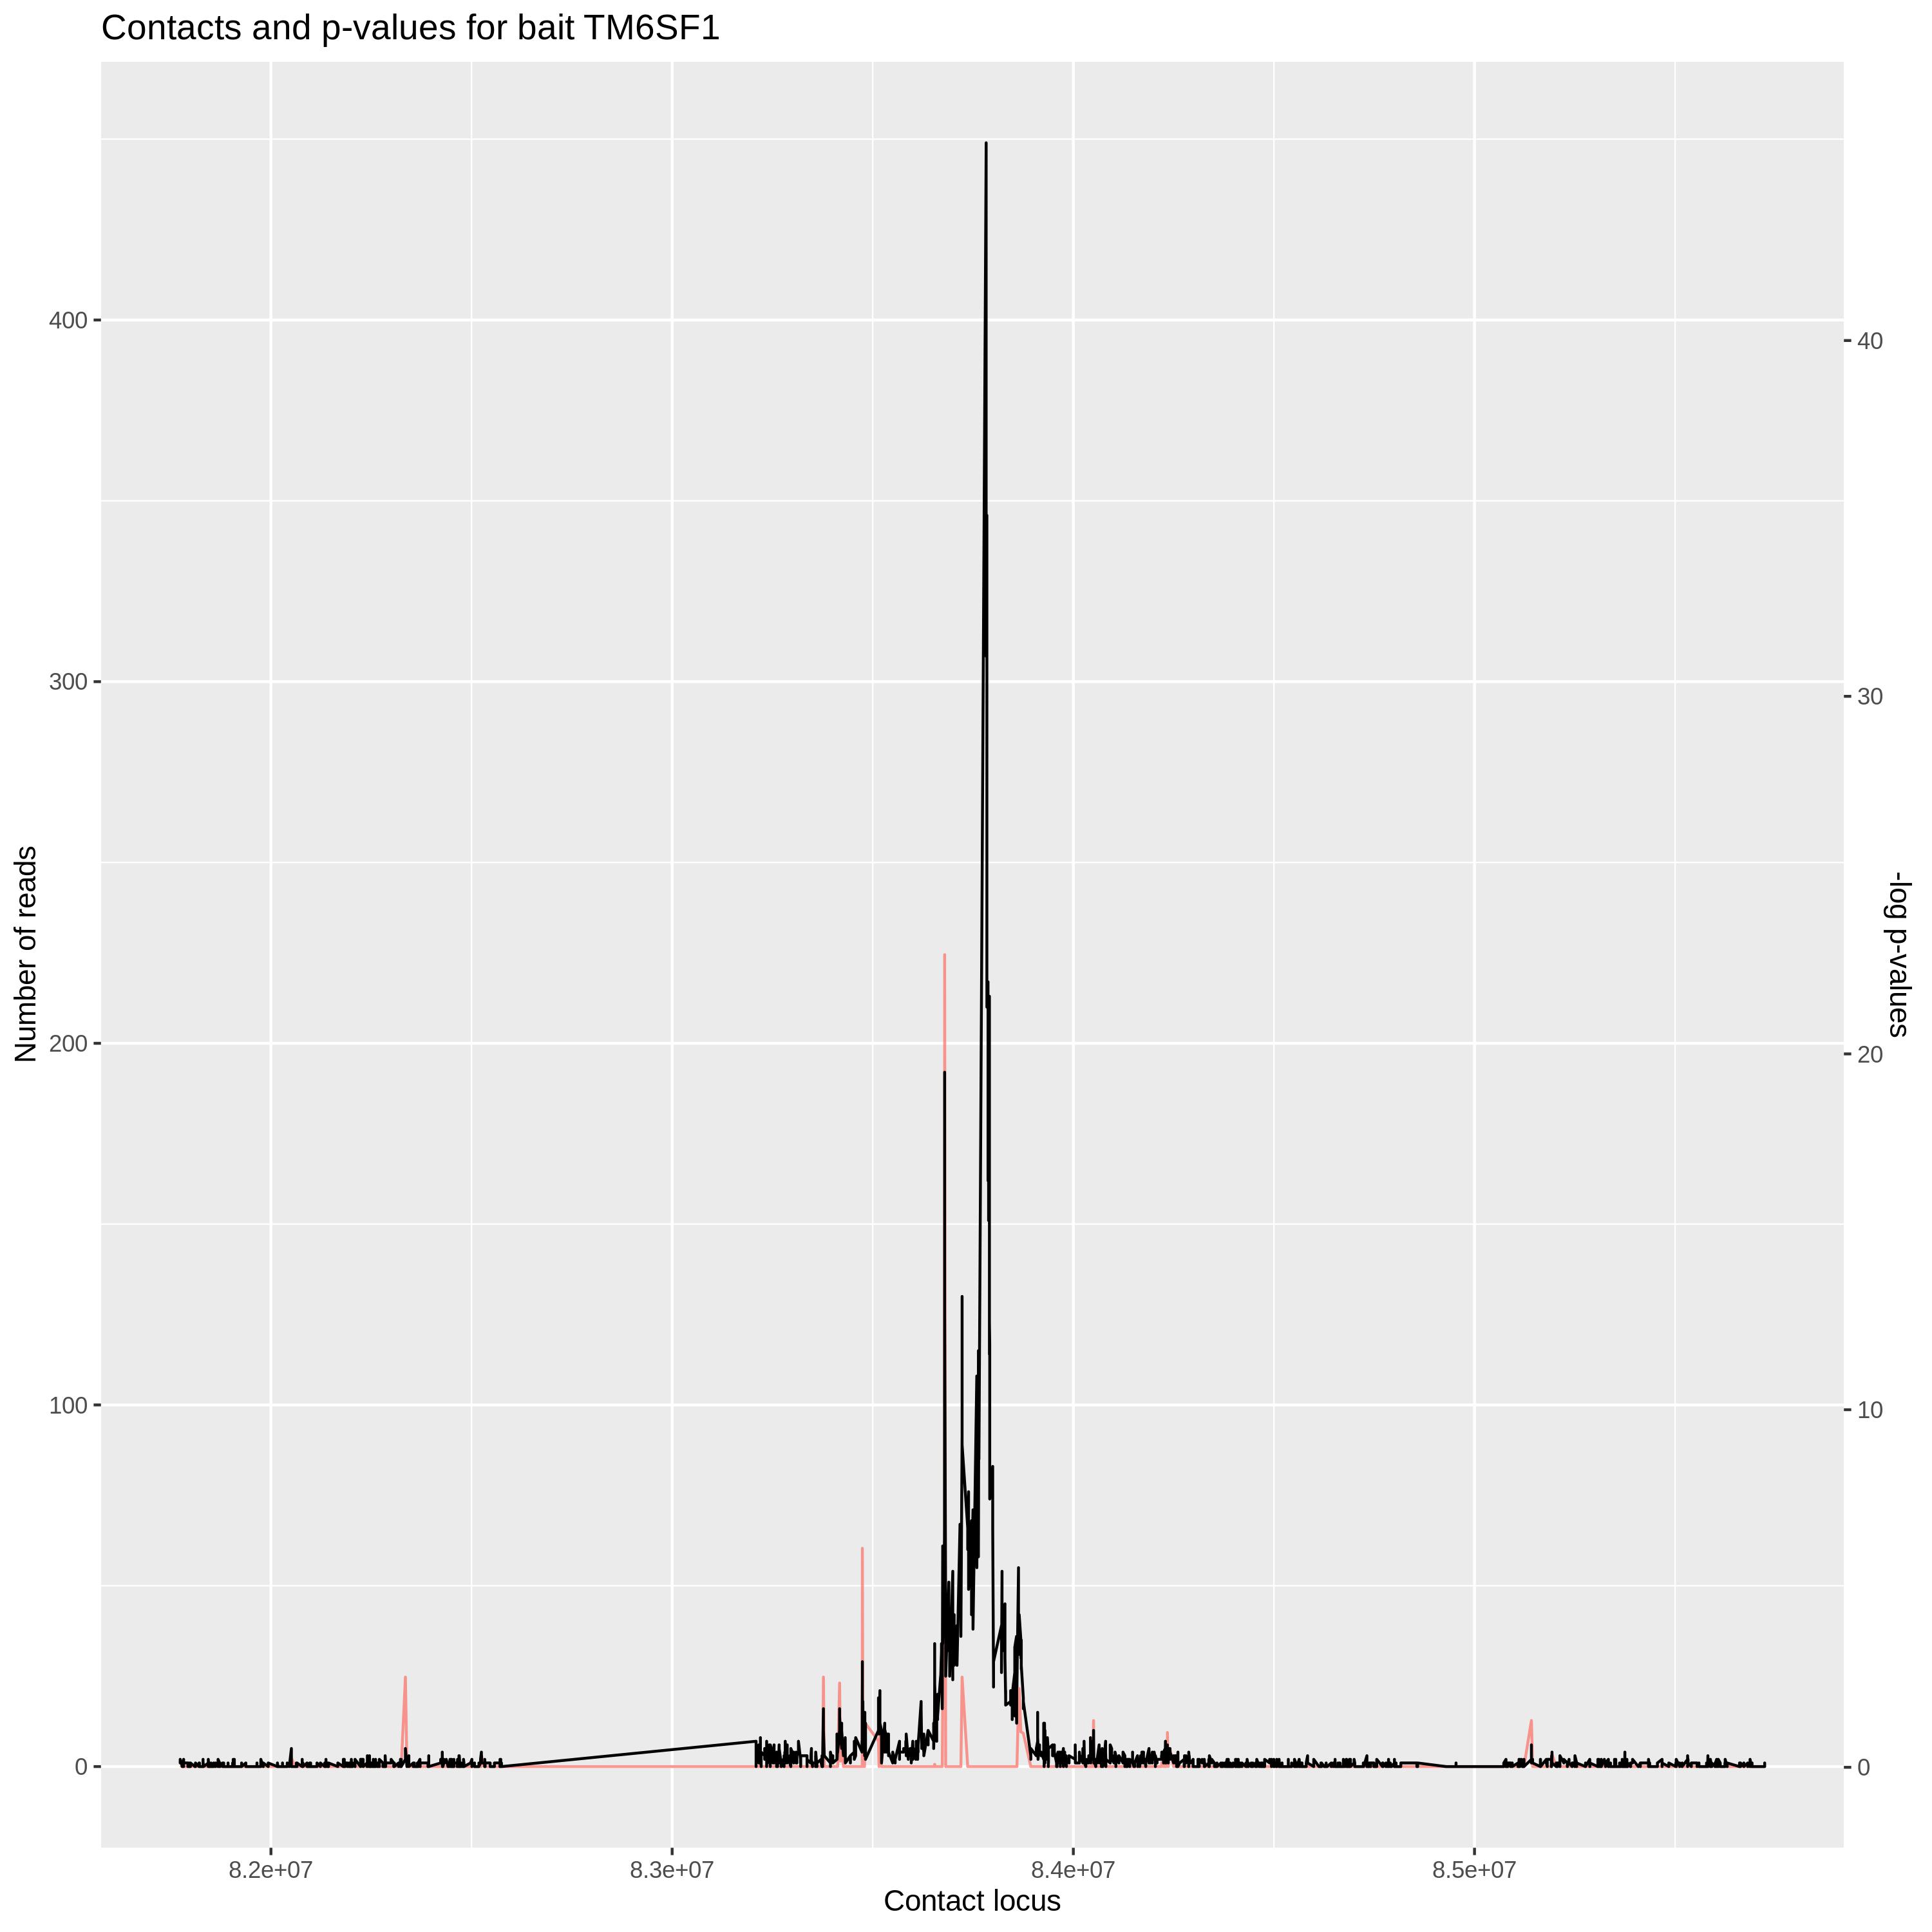 Contacts and p-values for bait TM6SF1
400
300
200
100
0
Number of reads
40
30
20
10
0
-log p-values
8.2e+07 8.3e+07 8.4e+07 8.5e+07
Contact locus